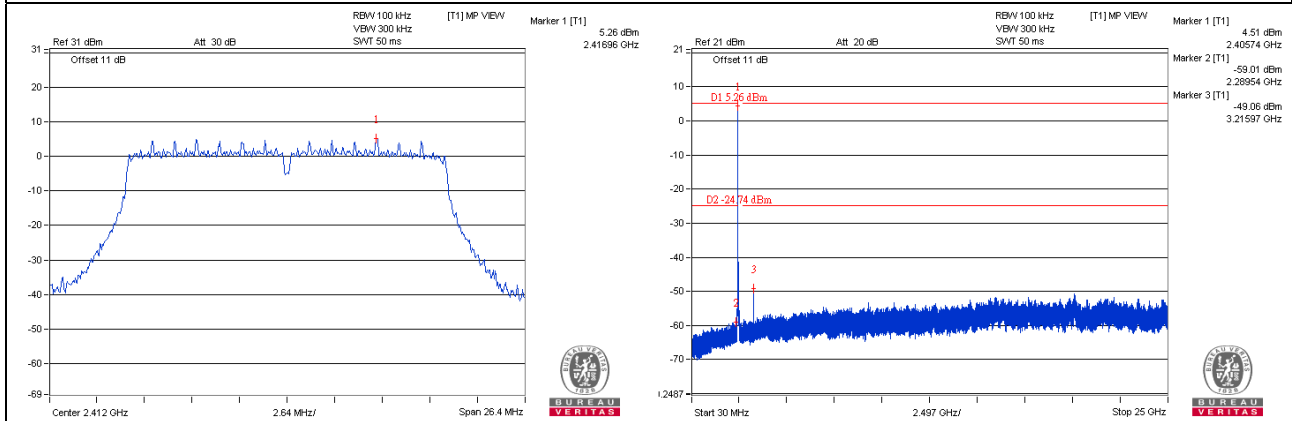 RBW 100 kHz [T1] MP VIEW
VBW 300 kHz
Ref 31 dBm Att 30 dB SWT 50 ms
Marker 1 [T1]
5.26 dBm
2.41696 GHz
31
Offset 11 dB
20
10
0
-10
-20
-30
-40
-50
-60
-69
1
Center 2.412 GHz 2.64 MHz/ Span 26.4 MHz
BUREAU VERITAS
1828
BUREAU
VERITAS
RBW 100 kHz [T1] MP VIEW
VBW 300 kHz
Ref 21 dBm Att 20 dB SWT 50 ms
Marker 1 [T1]
4.51 dBm
2.40574 GHz
Marker 2 [T1]
-59.01 dBm
2.28954 GHz
Marker 3 [T1]
-49.06 dBm
3.21597 GHz
21
Offset 11 dB
10
0
-10
-20
-30
-40
-50
-60
-70
1
D1 5.26 dBm
D2 -24.74 dBm
3
2
Start 30 MHz 2.497 GHz/ Stop 25 GHz
BUREAU VERITAS
1828
BUREAU
VERITAS